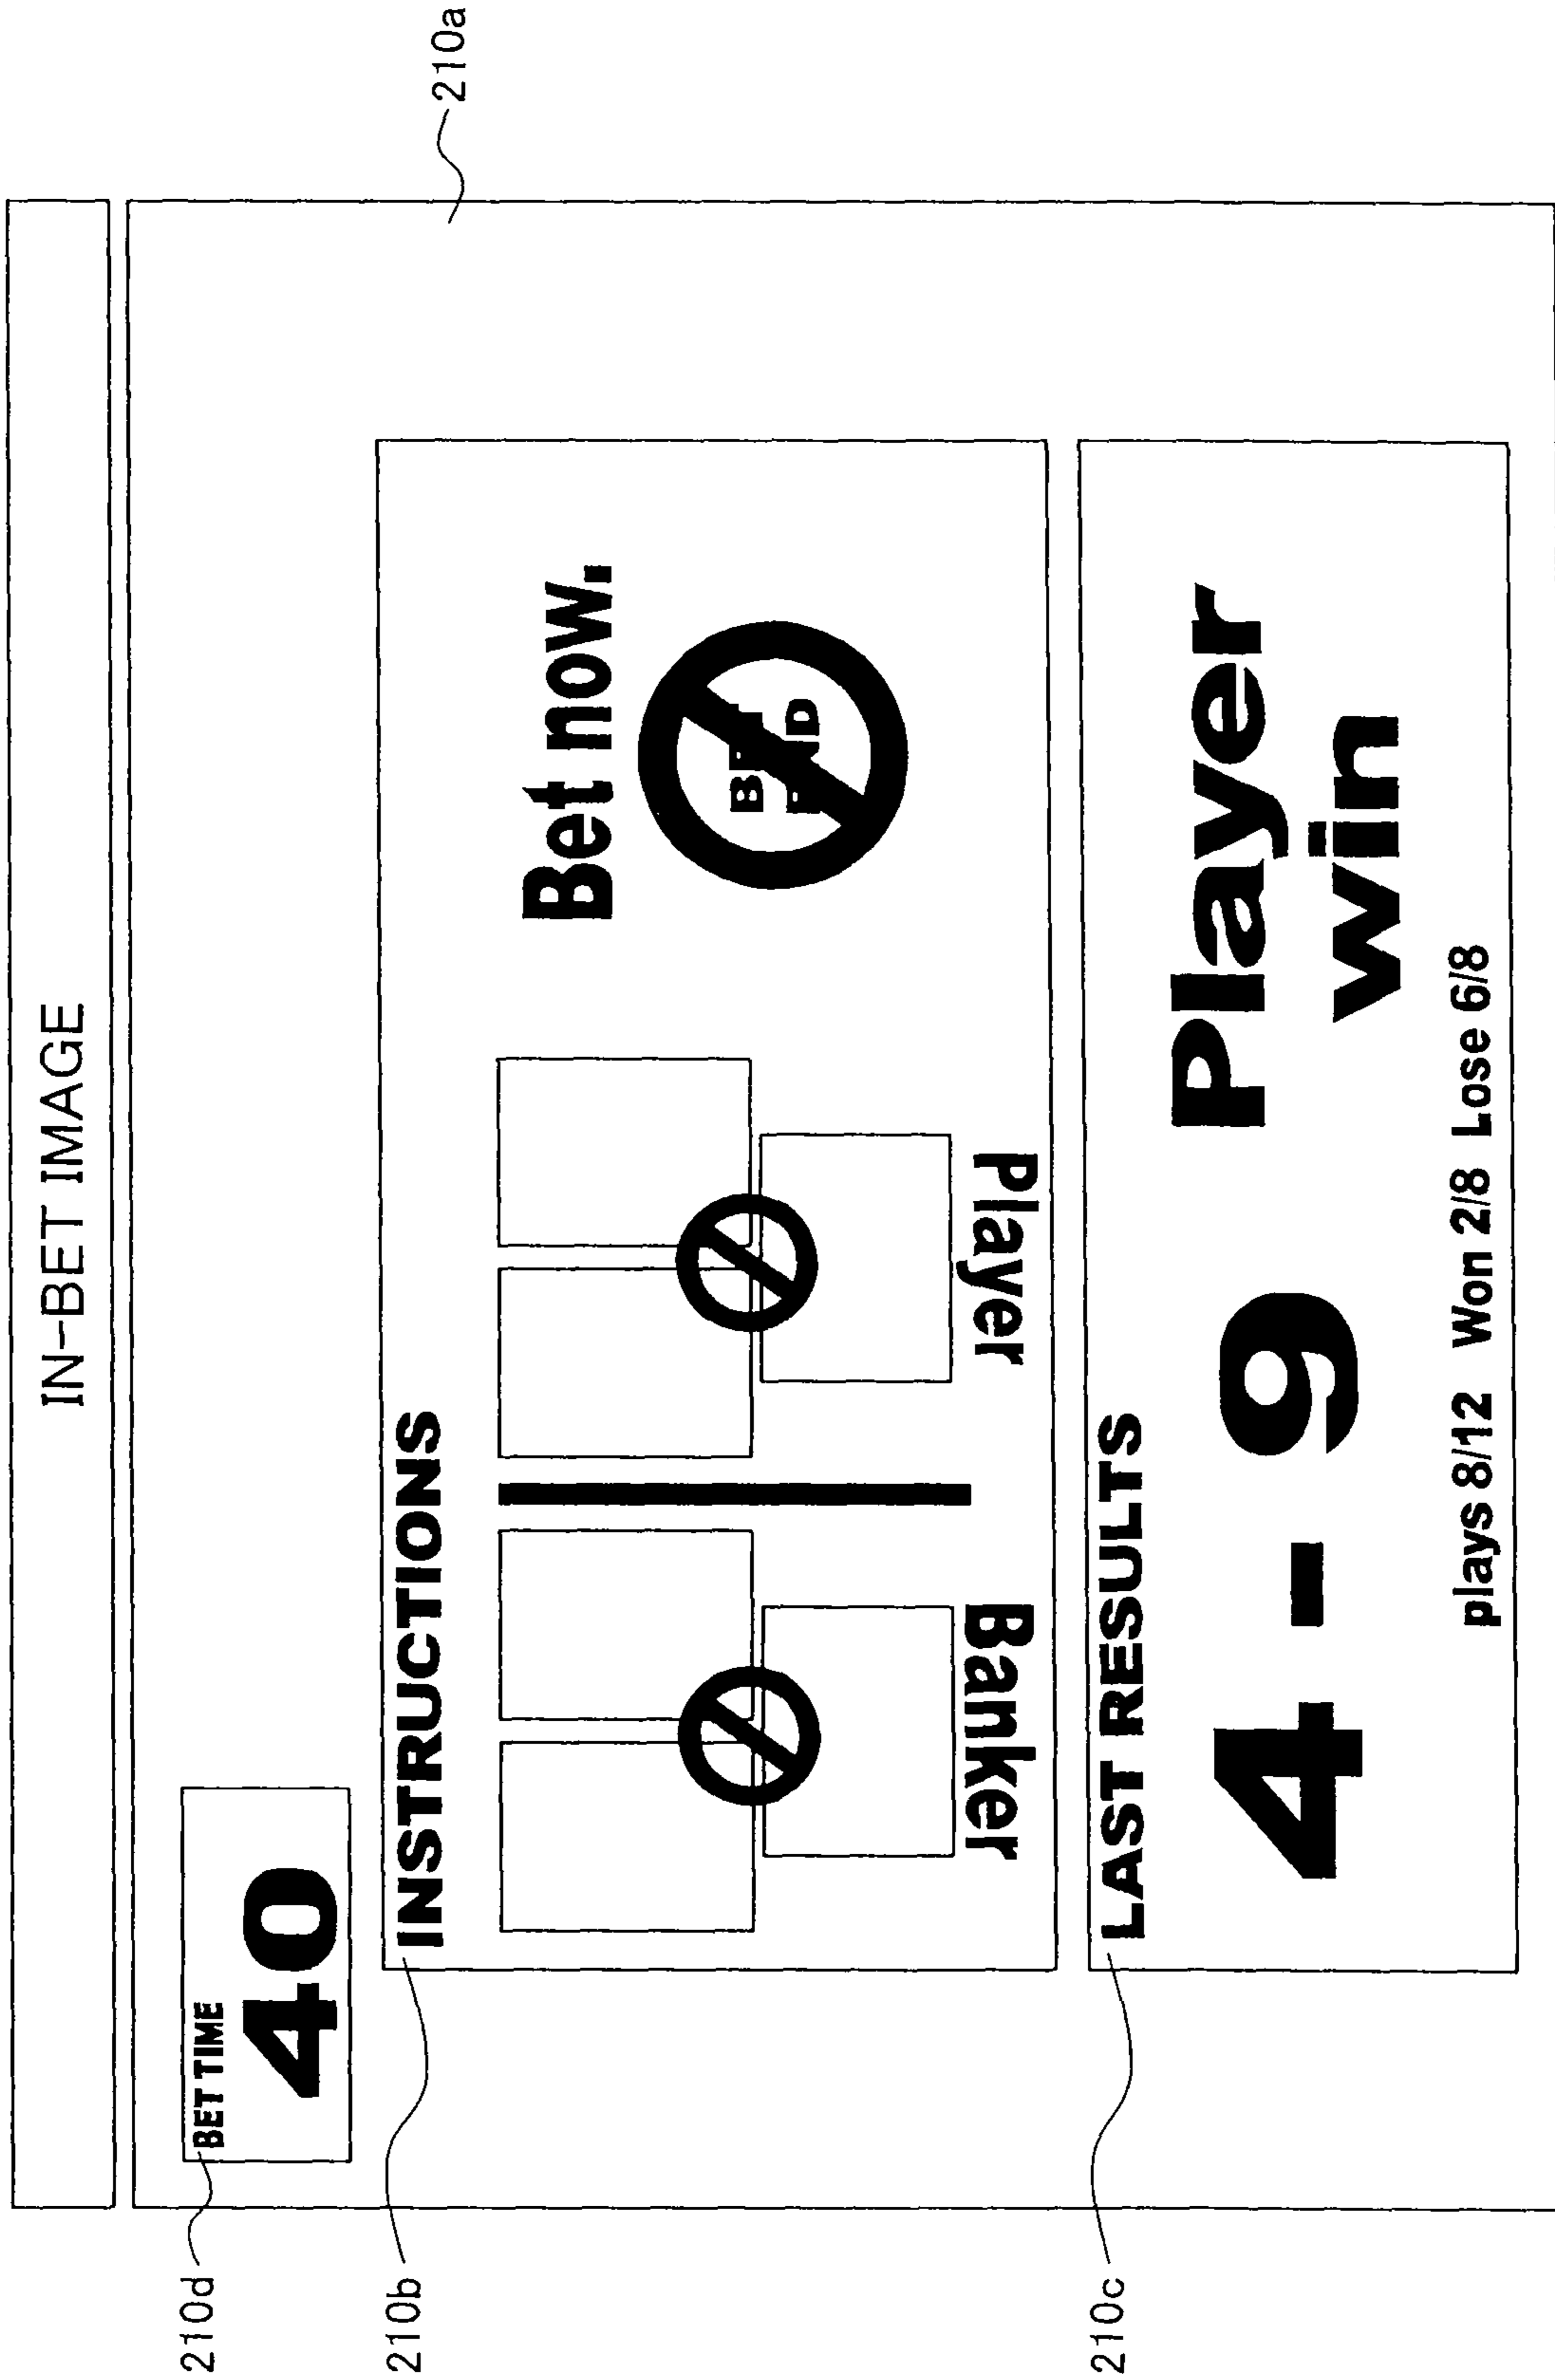 IN-BET IMAGE
210a
210d
BET TIME
40
210b
INSTRUCTIONS
Bet now.
Banker
Player
210c
LAST RESULTS
4 - 9 Player
win
plays 8/12 Won 2/8 Lose 6/8